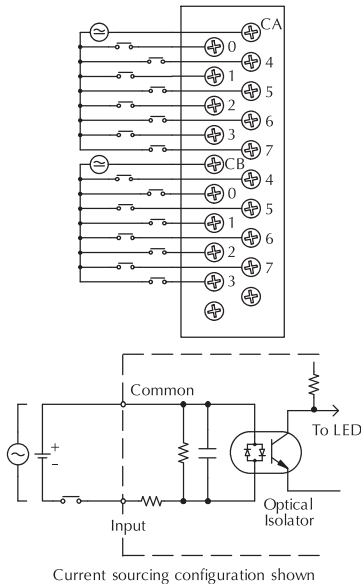 CA
0
4
1
5
2
6
3
7
CB
4
0
5
1
6
2
7
3
Common
+
–
To LED
Optical
Isolator
Input
Current sourcing configuration shown